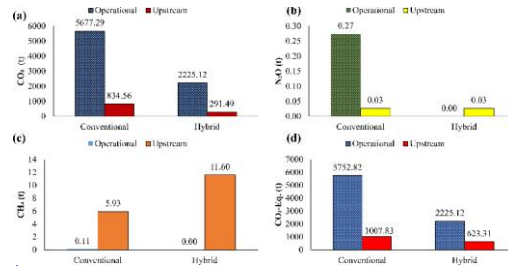 (a)
Operational Upstream
CO₂ (t)
6000
5000
4000
3000
2000
1000
0
5677.29
834.56
2225.12
291.49
Conventional Hybrid
(b)
Operational Upstream
N₂O (t)
0.30
0.25
0.20
0.15
0.10
0.05
0.00
0.27
0.03
0.00
0.03
Conventional Hybrid
(c)
Operational Upstream
CH₄ (t)
14
12
10
8
6
4
2
0
0.11
5.93
0.00
11.60
Conventional Hybrid
(d)
Operational Upstream
CO₂-Eq. (t)
7000
6000
5000
4000
3000
2000
1000
0
5752.82
1007.83
2225.12
623.31
Conventional Hybrid